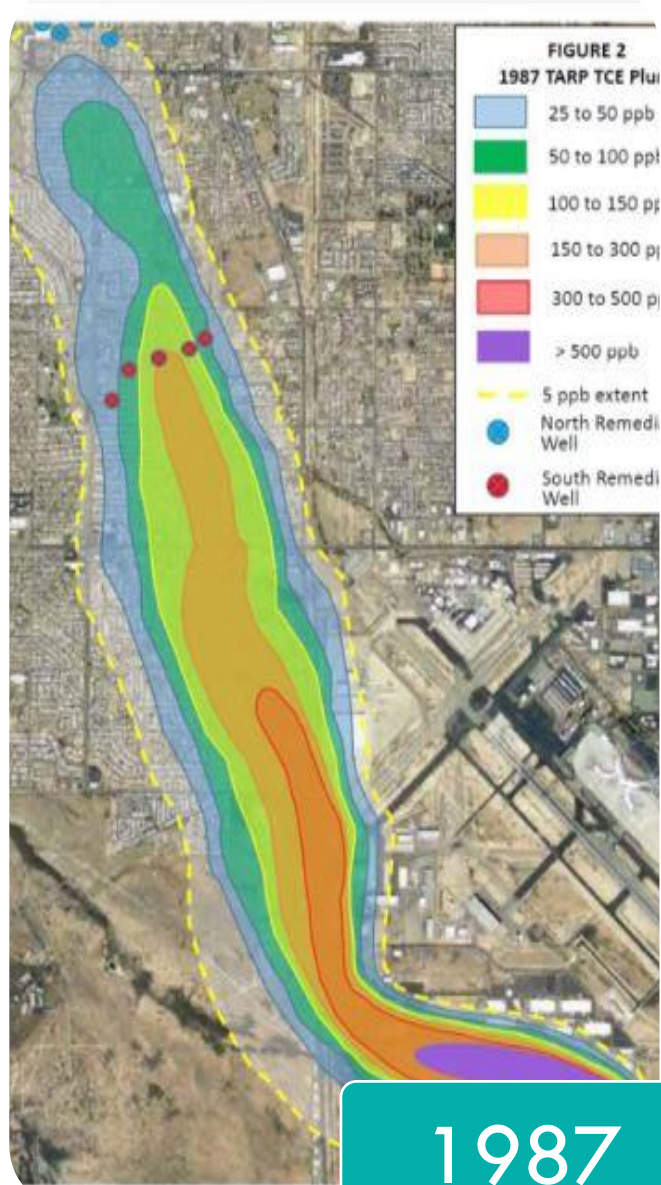 FIGURE 2
1987 TARP TCE Plu
25 to 50 ppb
50 to 100 ppb
100 to 150 pp
150 to 300 pp
300 to 500 pp
> 500 ppb
5 ppb extent
North Remedi
Well
South Remedi
Well
1987